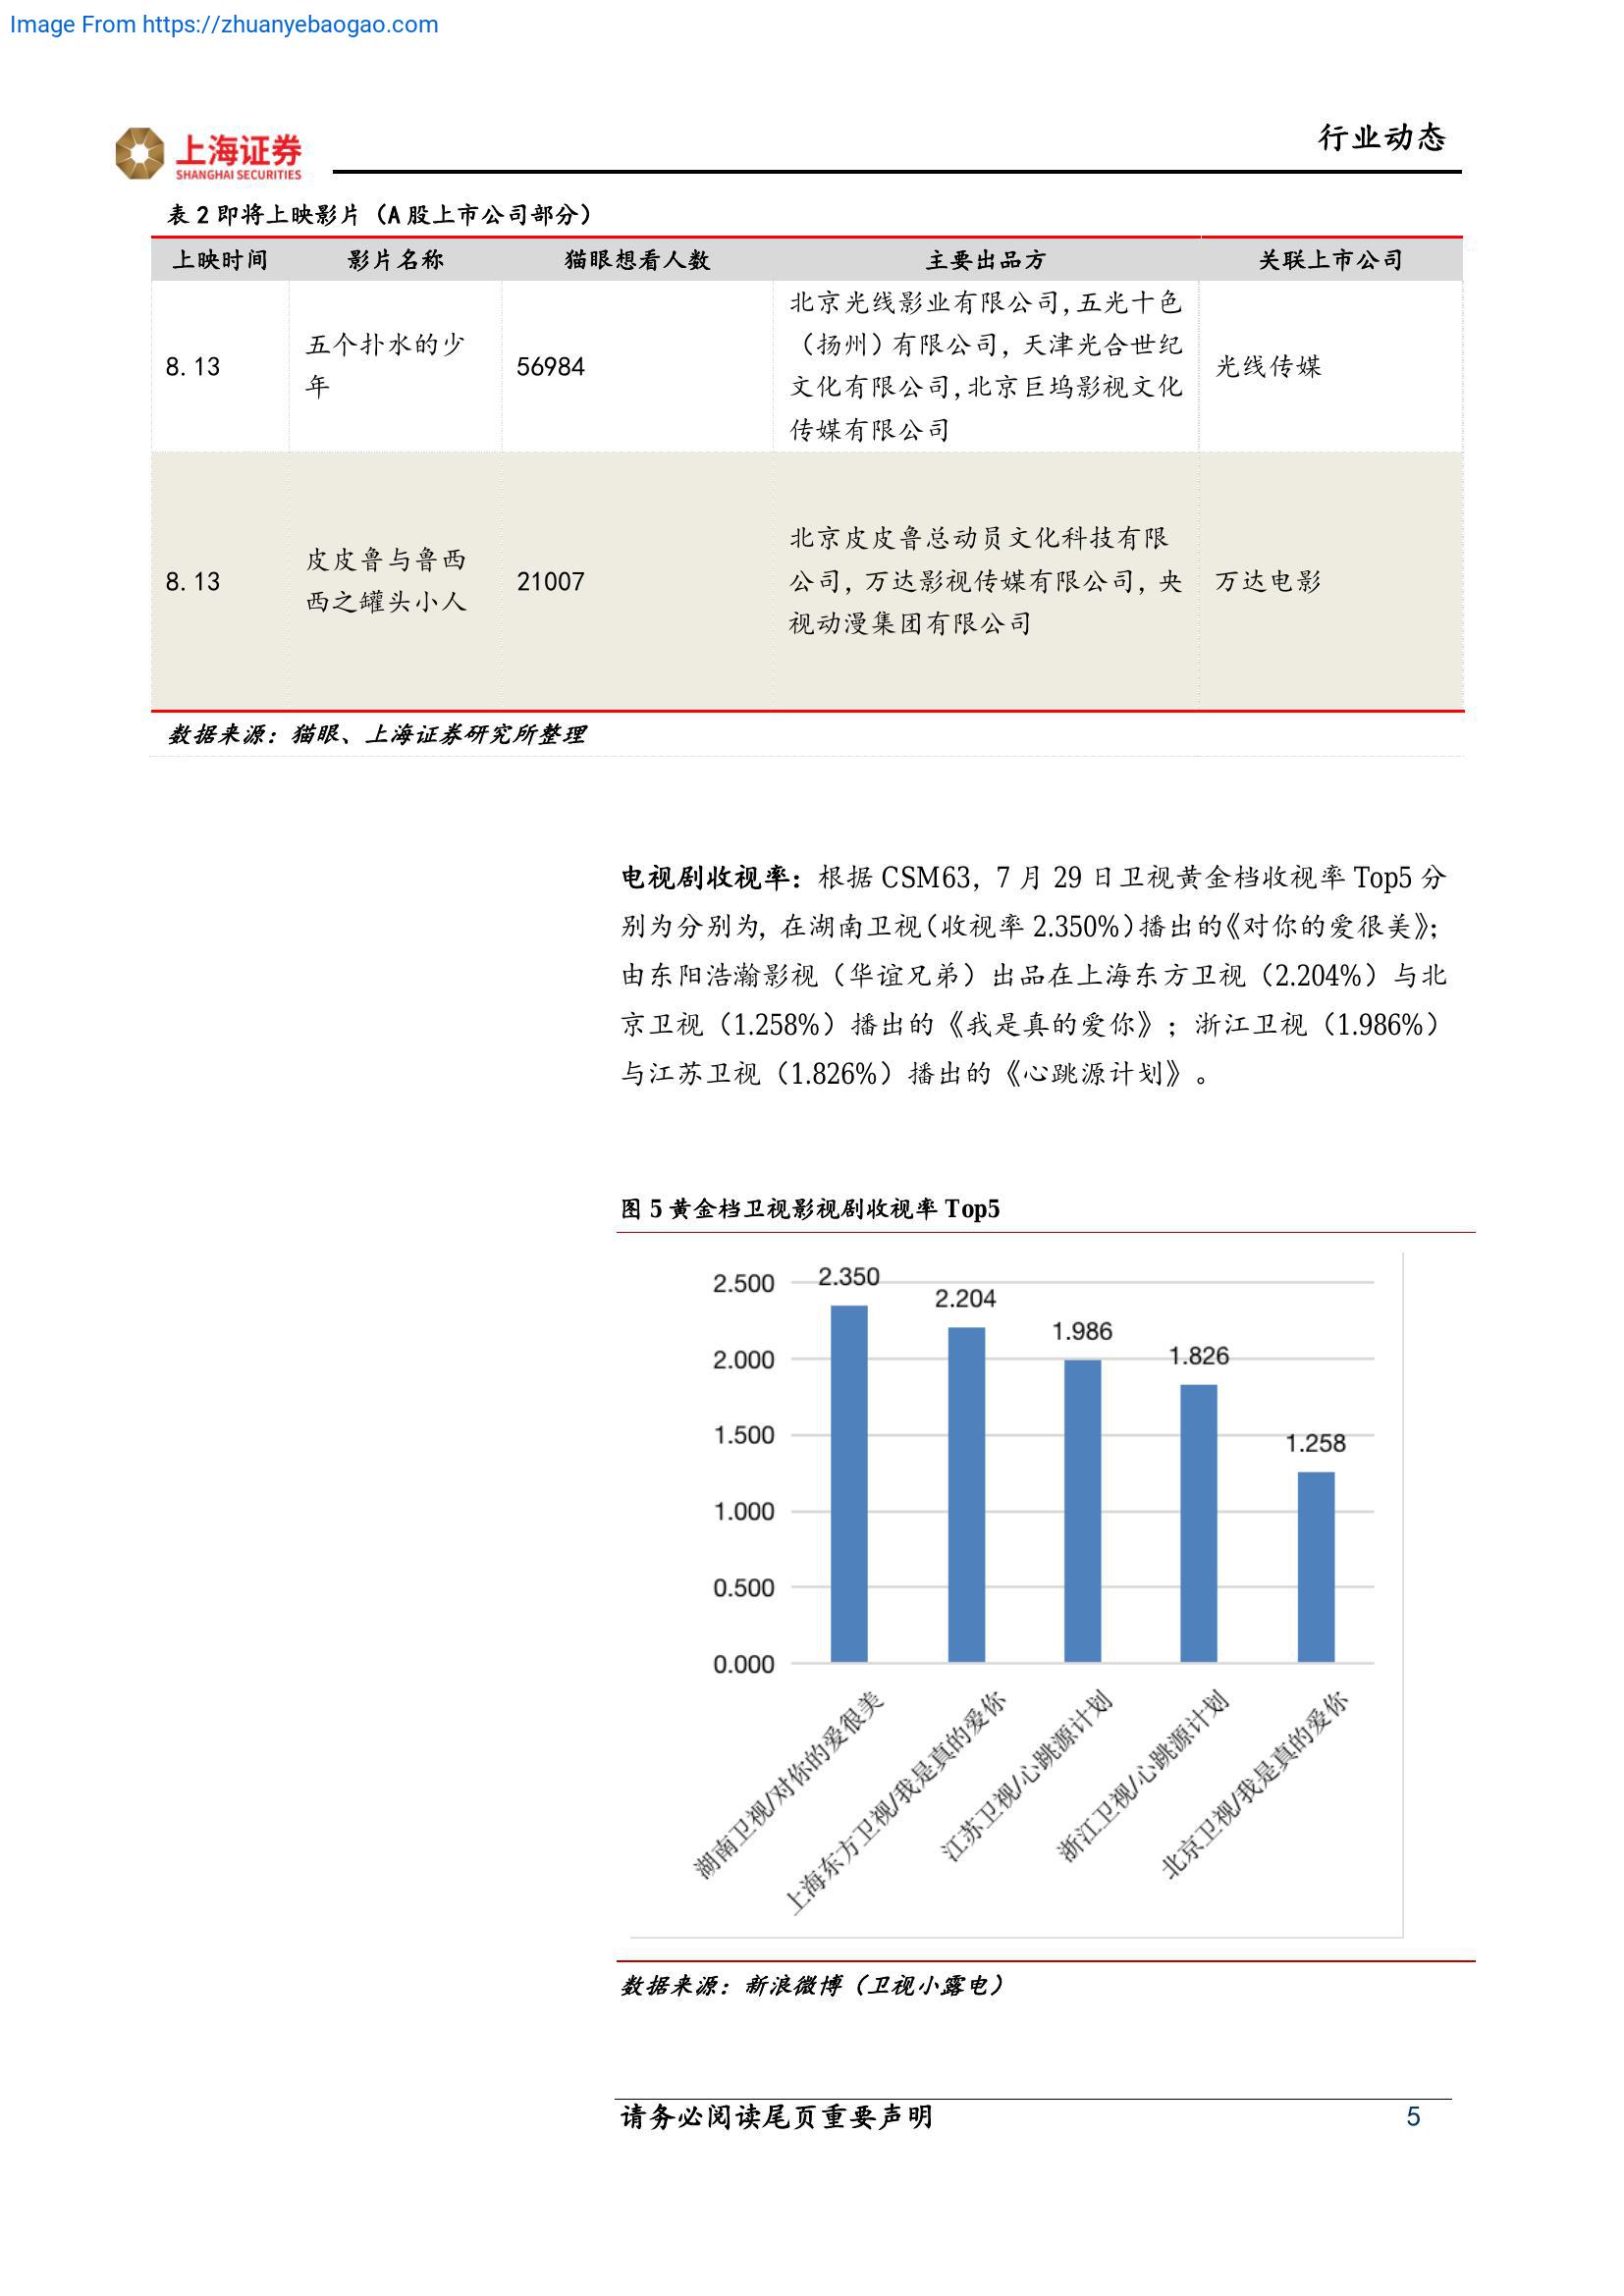 Image From https://zhuanyebaogao.com
上海证券
SHANGHAI SECURITIES
行业动态
表 2 即将上映影片（A 股上市公司部分）
上映时间 影片名称 猫眼想看人数 主要出品方 关联上市公司
8.13 五个扑水的少年 56984 北京光线影业有限公司,五光十色（扬州）有限公司, 天津光合世纪文化有限公司,北京巨坞影视文化传媒有限公司 光线传媒
8.13 皮皮鲁与鲁西西之罐头小人 21007 北京皮皮鲁总动员文化科技有限公司, 万达影视传媒有限公司, 央视动漫集团有限公司 万达电影
数据来源：猫眼、上海证券研究所整理
电视剧收视率：根据 CSM63，7 月 29 日卫视黄金档收视率 Top5 分
别为分别为, 在湖南卫视（收视率 2.350%）播出的《对你的爱很美》；
由东阳浩瀚影视（华谊兄弟）出品在上海东方卫视（2.204%）与北
京卫视（1.258%）播出的《我是真的爱你》；浙江卫视（1.986%）
与江苏卫视（1.826%）播出的《心跳源计划》。
图 5 黄金档卫视影视剧收视率 Top5
2.500
2.000
1.500
1.000
0.500
0.000
2.350
2.204
1.986
1.826
1.258
湖南卫视/对你的爱很美
上海东方卫视/我是真的爱你
江苏卫视/心跳源计划
浙江卫视/心跳源计划
北京卫视/我是真的爱你
数据来源：新浪微博（卫视小露电）
请务必阅读尾页重要声明 5